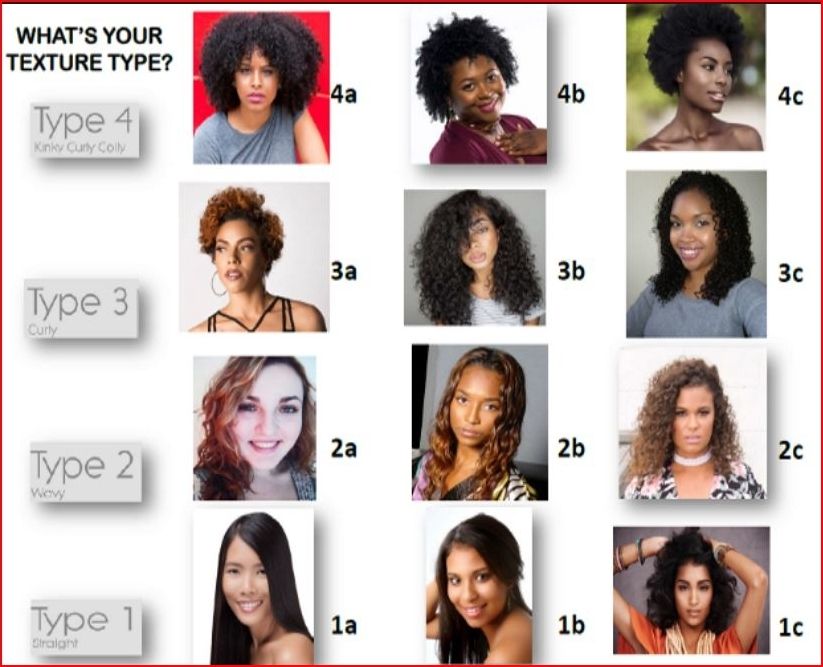 WHAT'S YOUR
TEXTURE TYPE?
Type 4
Kinky Curly Coily
4a
4b
4c
Type 3
Curly
3a
3b
3c
Type 2
Wavy
2a
2b
2c
Type 1
Straight
1a
1b
1c